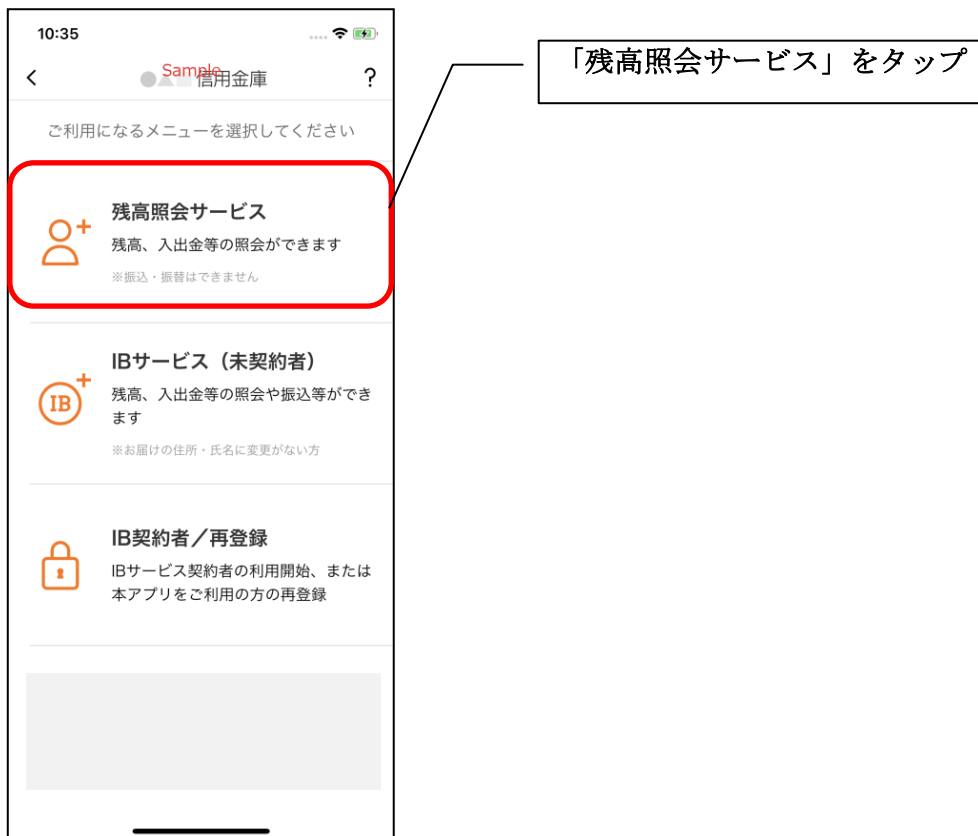 10:35
Sample
●▲■信用金庫
?
「残高照会サービス」をタップ
ご利用になるメニューを選択してください
残高照会サービス
残高、入出金等の照会ができます
※振込・振替はできません
IBサービス（未契約者）
IB
残高、入出金等の照会や振込等ができ
ます
※お届けの住所・氏名に変更がない方
IB契約者／再登録
IBサービス契約者の利用開始、または
本アプリをご利用の方の再登録